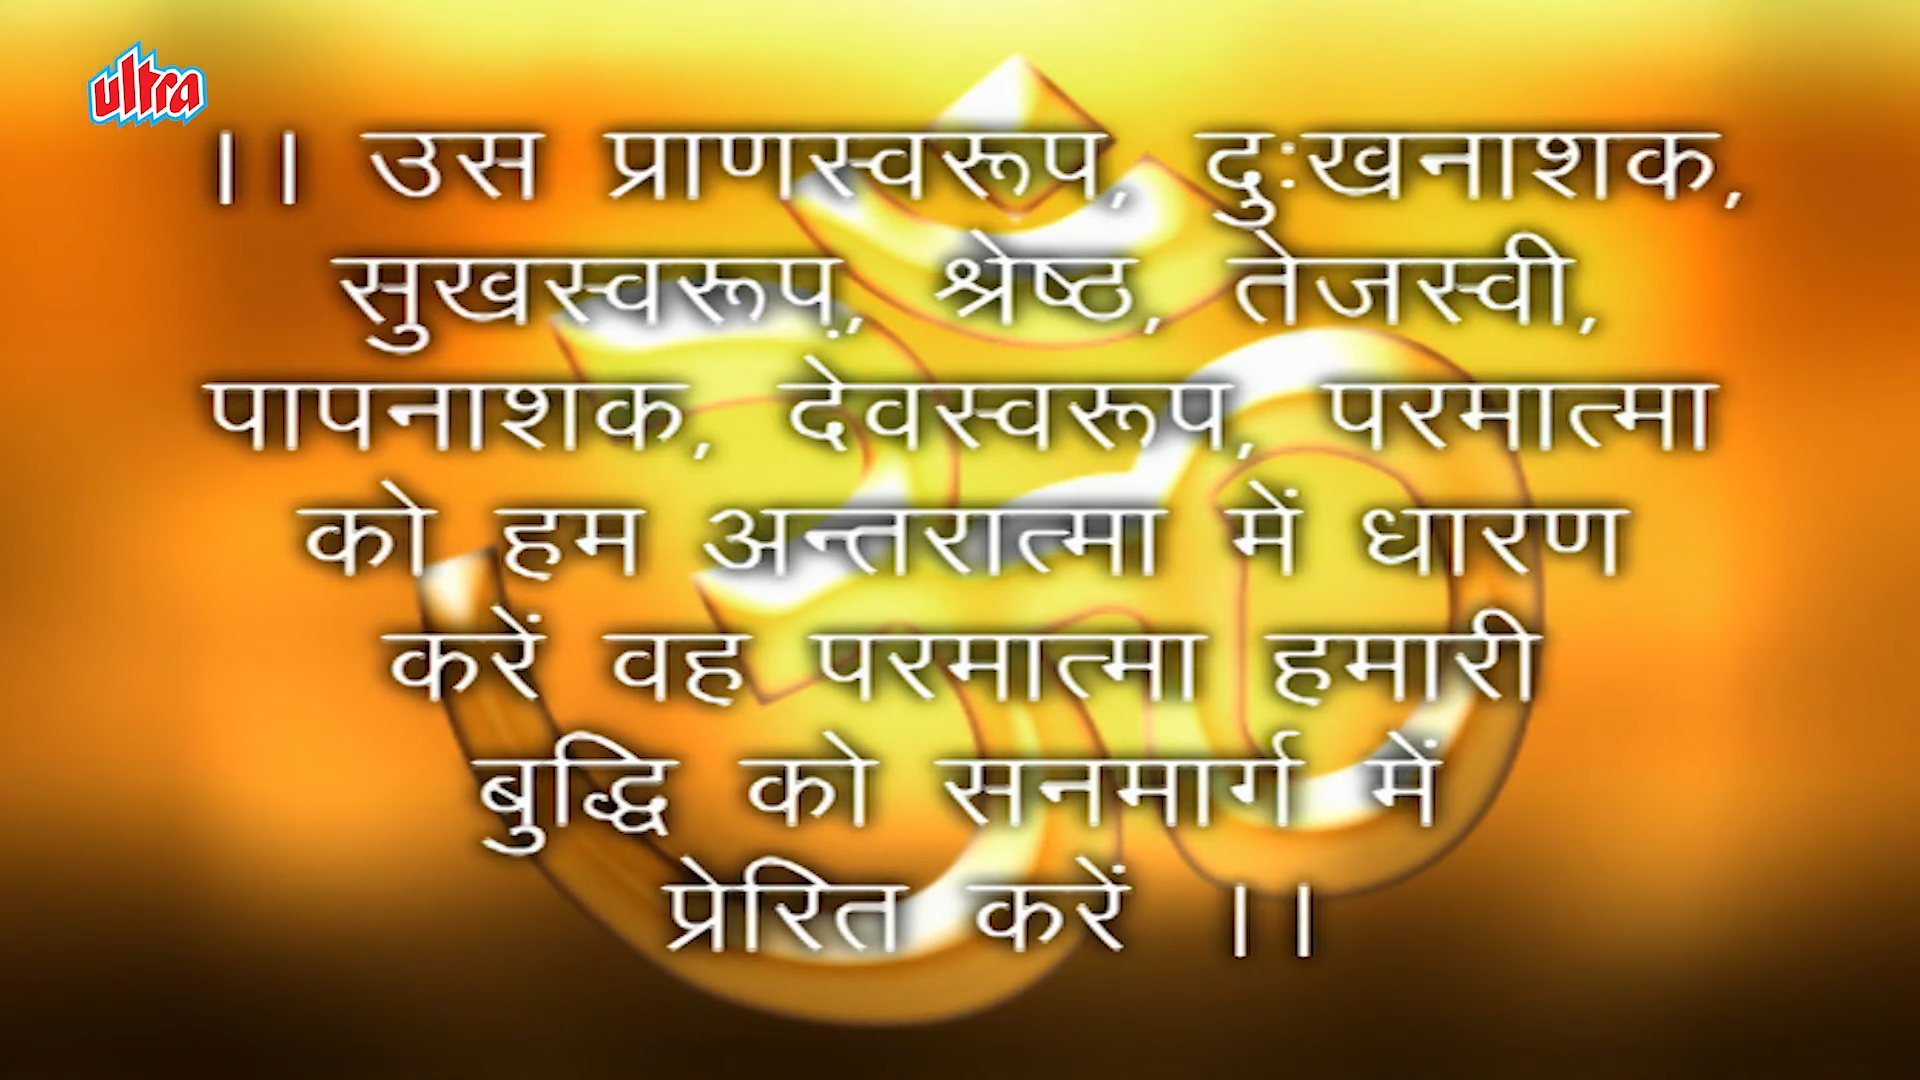 ultra
।। उस प्राणस्वरूप, दुःखनाशक,
सुखस्वरूप, श्रेष्ठ, तेजस्वी,
पापनाशक, देवस्वरूप, परमात्मा
को हम अन्तरात्मा में धारण
करें वह परमात्मा हमारी
बुद्धि को सनमार्ग में
प्रेरित करें ।।